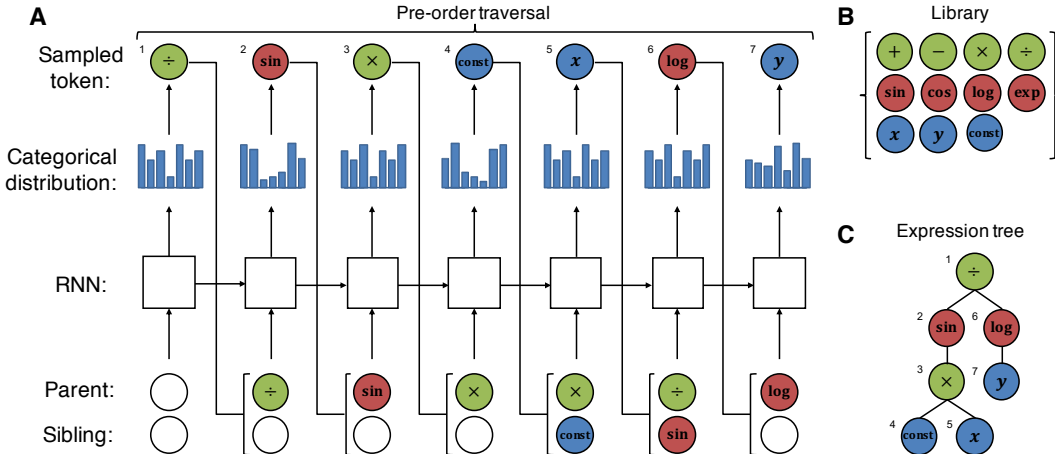 A
Pre-order traversal
Sampled token:
1 ÷ 2 sin 3 × 4 const 5 x 6 log 7 y
Categorical distribution:
RNN:
Parent:
÷ sin × × ÷ log
Sibling:
const sin
B
Library
+ − × ÷
sin cos log exp
x y const
C
Expression tree
1 ÷
2 sin 6 log
3 × 7 y
4 const 5 x